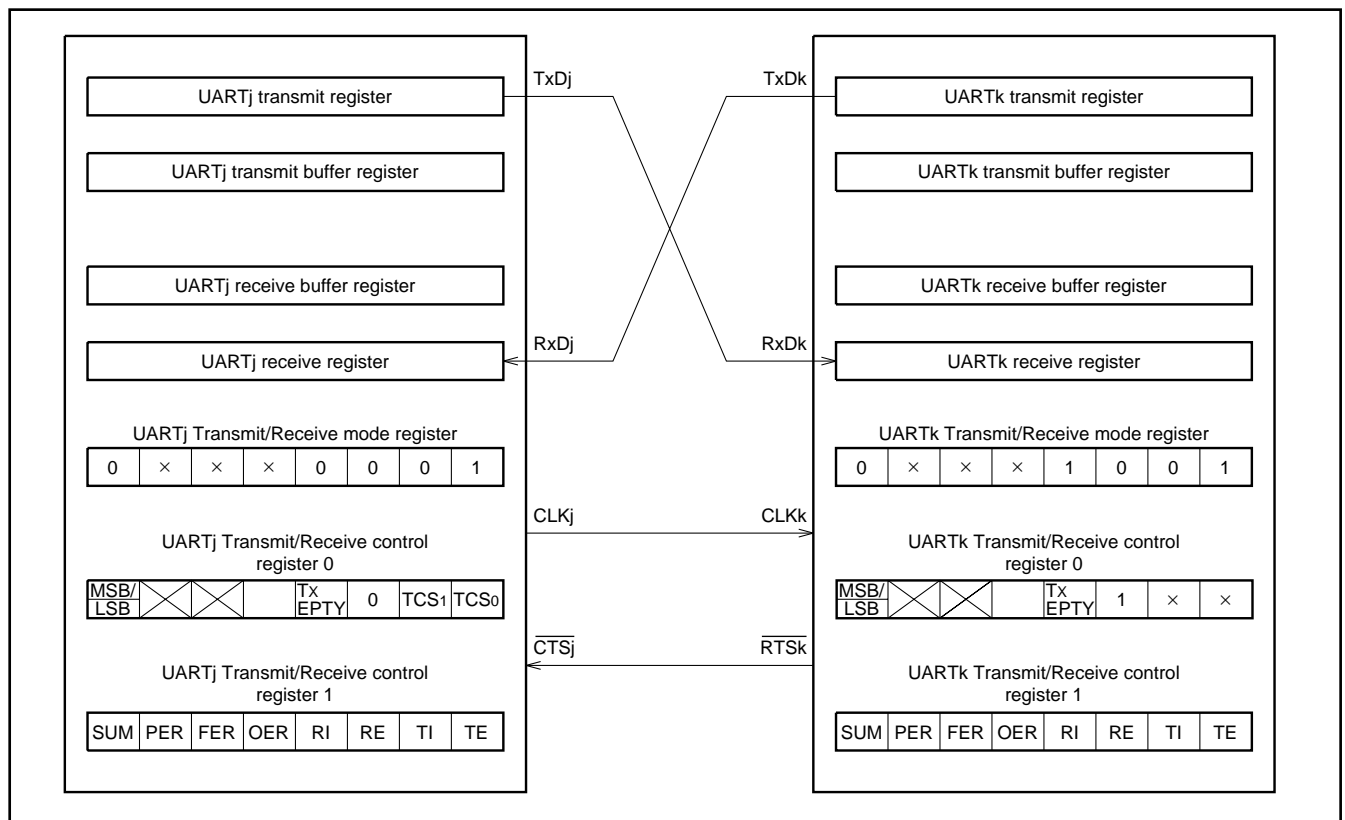 TxDj
TxDk
UARTj transmit register
UARTk transmit register
UARTj transmit buffer register
UARTk transmit buffer register
UARTj receive buffer register
UARTk receive buffer register
RxDj
RxDk
UARTj receive register
UARTk receive register
UARTj Transmit/Receive mode register
0 × × × 0 0 0 1
UARTk Transmit/Receive mode register
0 × × × 1 0 0 1
CLKj
CLKk
UARTj Transmit/Receive control
register 0
MSB/
LSB
Tx
EPTY
0 TCS1 TCS0
UARTk Transmit/Receive control
register 0
MSB/
LSB
Tx
EPTY
1 × ×
CTSj
RTSk
UARTj Transmit/Receive control
register 1
SUM PER FER OER RI RE TI TE
UARTk Transmit/Receive control
register 1
SUM PER FER OER RI RE TI TE